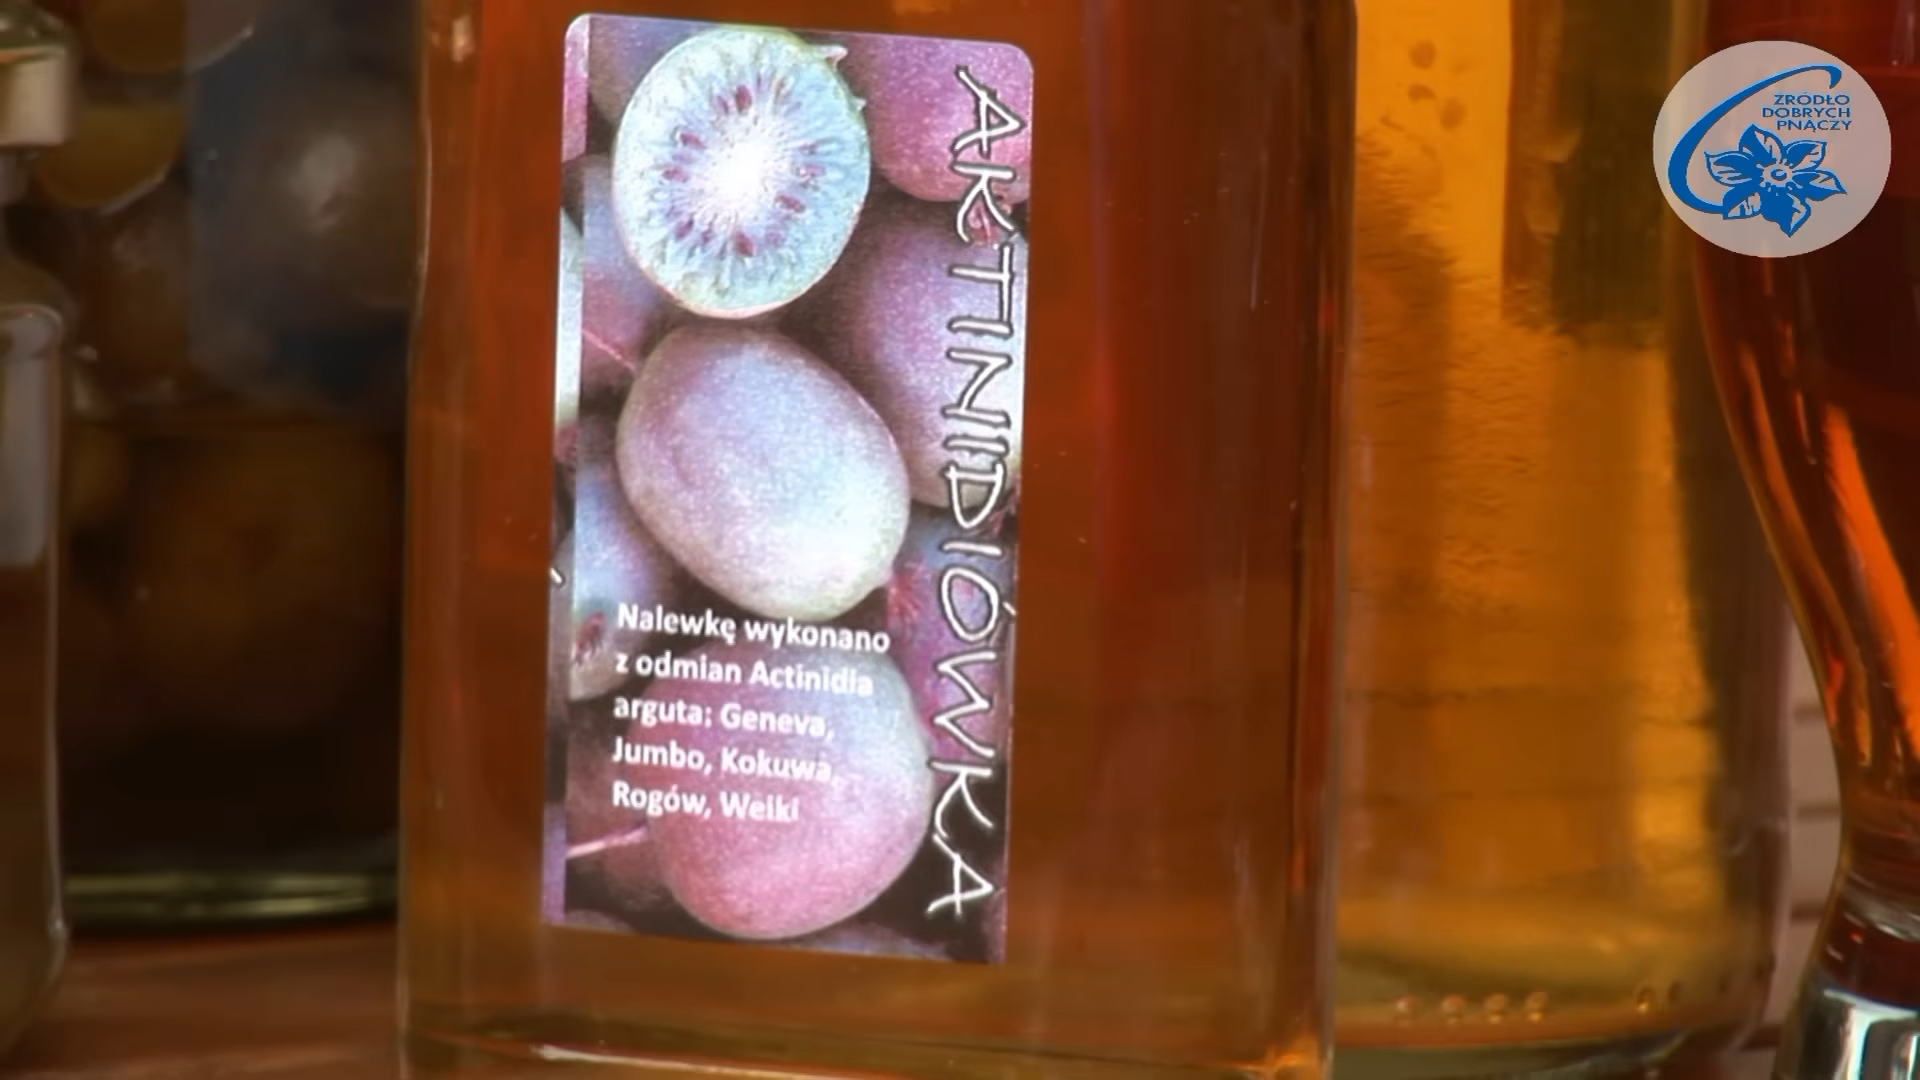 AKTINIDIÓWKA
Nalewkę wykonano
z odmian Actinidia
arguta: Geneva,
Jumbo, Kokuwa,
Rogów, Weiki
ŹRÓDŁO
DOBRYCH
PNĄCZY